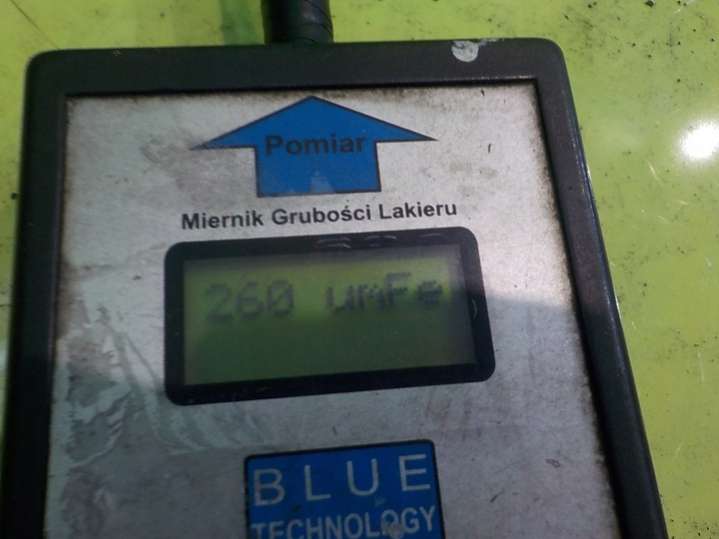 Pomiar
Miernik Grubości Lakieru
260 umFe
BLUE
TECHNOLOGY